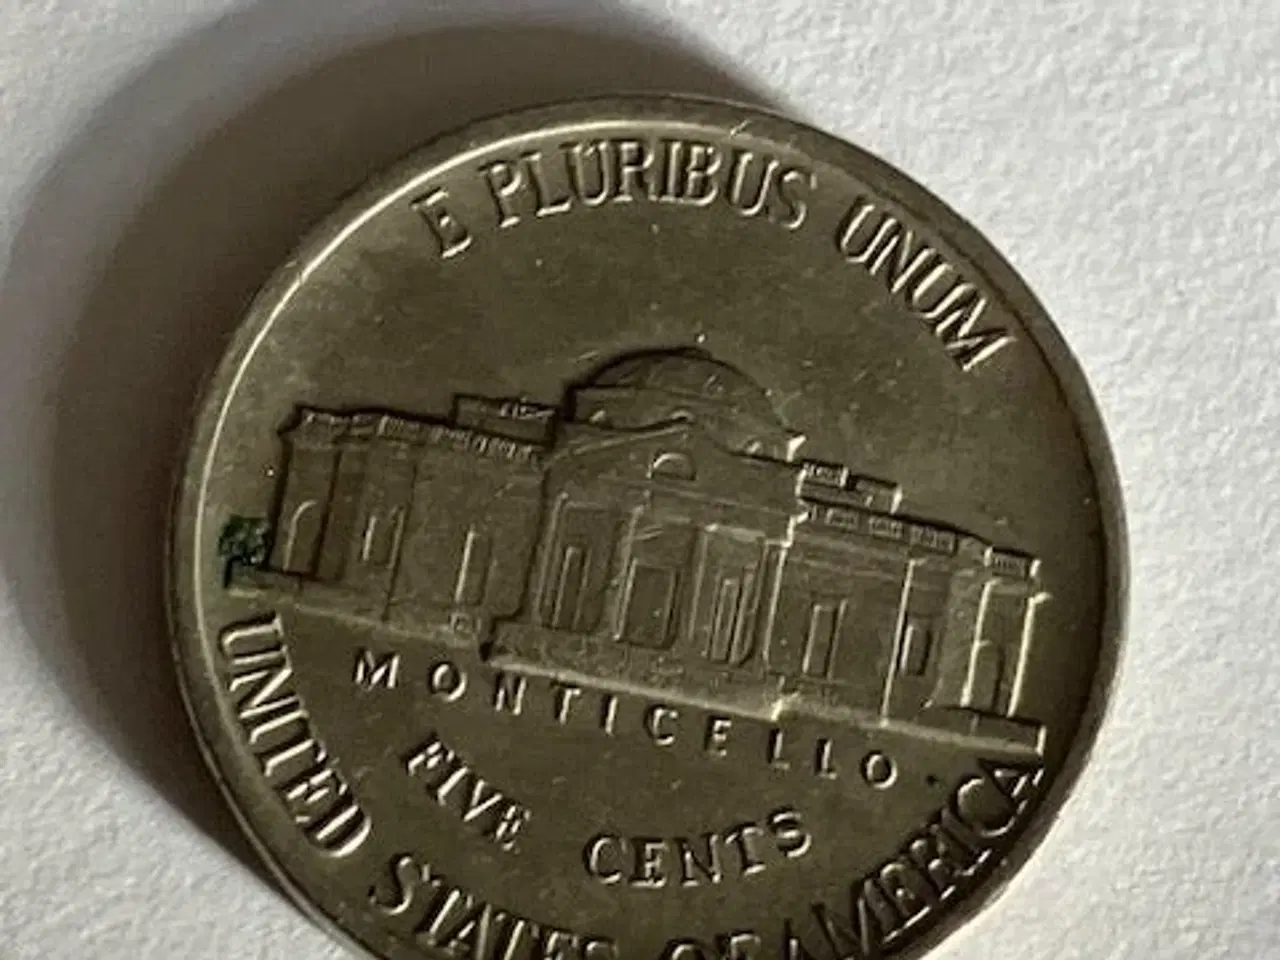 E PLURIBUS UNUM
MONTICELLO
FIVE CENTS
UNITED STATES OF AMERICA